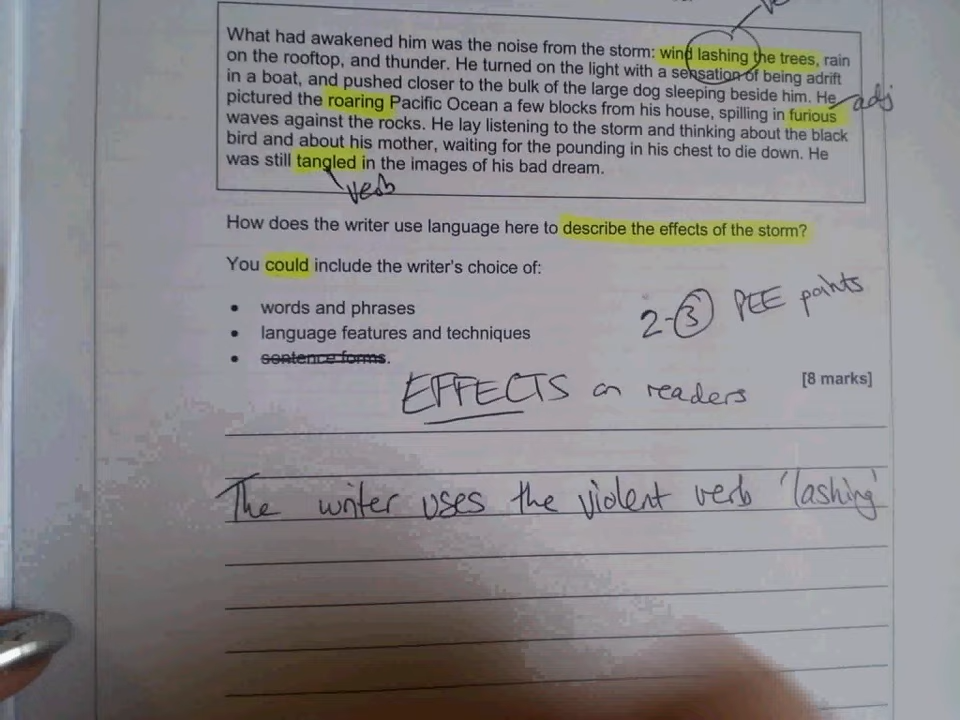 What had awakened him was the noise from the storm: wind lashing the trees, rain
on the rooftop, and thunder. He turned on the light with a sensation of being adrift
in a boat, and pushed closer to the bulk of the large dog sleeping beside him. He
adj
pictured the roaring Pacific Ocean a few blocks from his house, spilling in furious
waves against the rocks. He lay listening to the storm and thinking about the black
bird and about his mother, waiting for the pounding in his chest to die down. He
was still tangled in the images of his bad dream.
verb
How does the writer use language here to describe the effects of the storm?
You could include the writer's choice of:
• words and phrases
• language features and techniques
2-3 PEE points
• sentence forms.
[8 marks]
EFFECTS on readers
The writer uses the violent verb 'lashing'